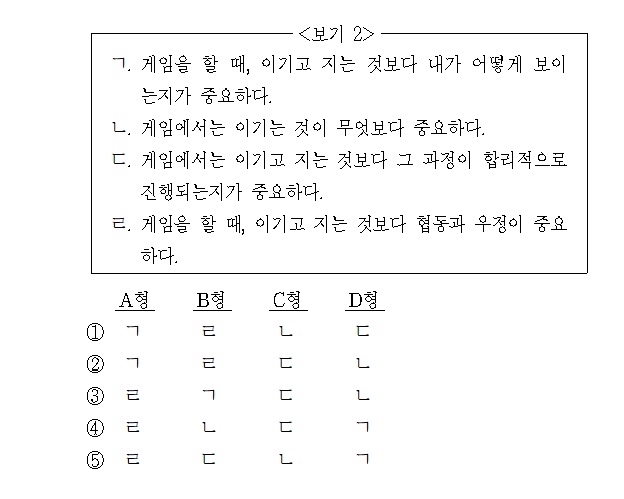 <보기 2>
ㄱ. 게임을 할 때, 이기고 지는 것보다 내가 어떻게 보이
는지가 중요하다.
ㄴ. 게임에서는 이기는 것이 무엇보다 중요하다.
ㄷ. 게임에서는 이기고 지는 것보다 그 과정이 합리적으로
진행되는지가 중요하다.
ㄹ. 게임을 할 때, 이기고 지는 것보다 협동과 우정이 중요
하다.
A형 B형 C형 D형
① ㄱ ㄹ ㄴ ㄷ
② ㄱ ㄹ ㄷ ㄴ
③ ㄹ ㄱ ㄷ ㄴ
④ ㄹ ㄴ ㄷ ㄱ
⑤ ㄹ ㄷ ㄴ ㄱ